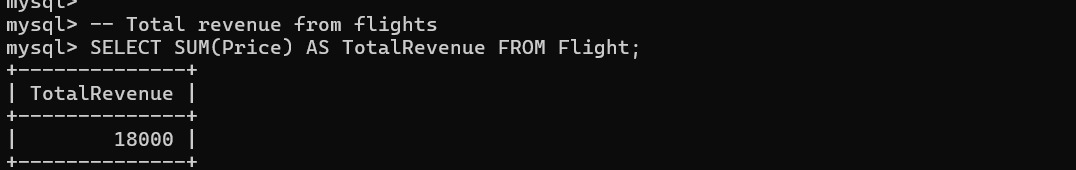 mysql>
mysql> -- Total revenue from flights
mysql> SELECT SUM(Price) AS TotalRevenue FROM Flight;
+--------------+
| TotalRevenue |
+--------------+
|        18000 |
+--------------+